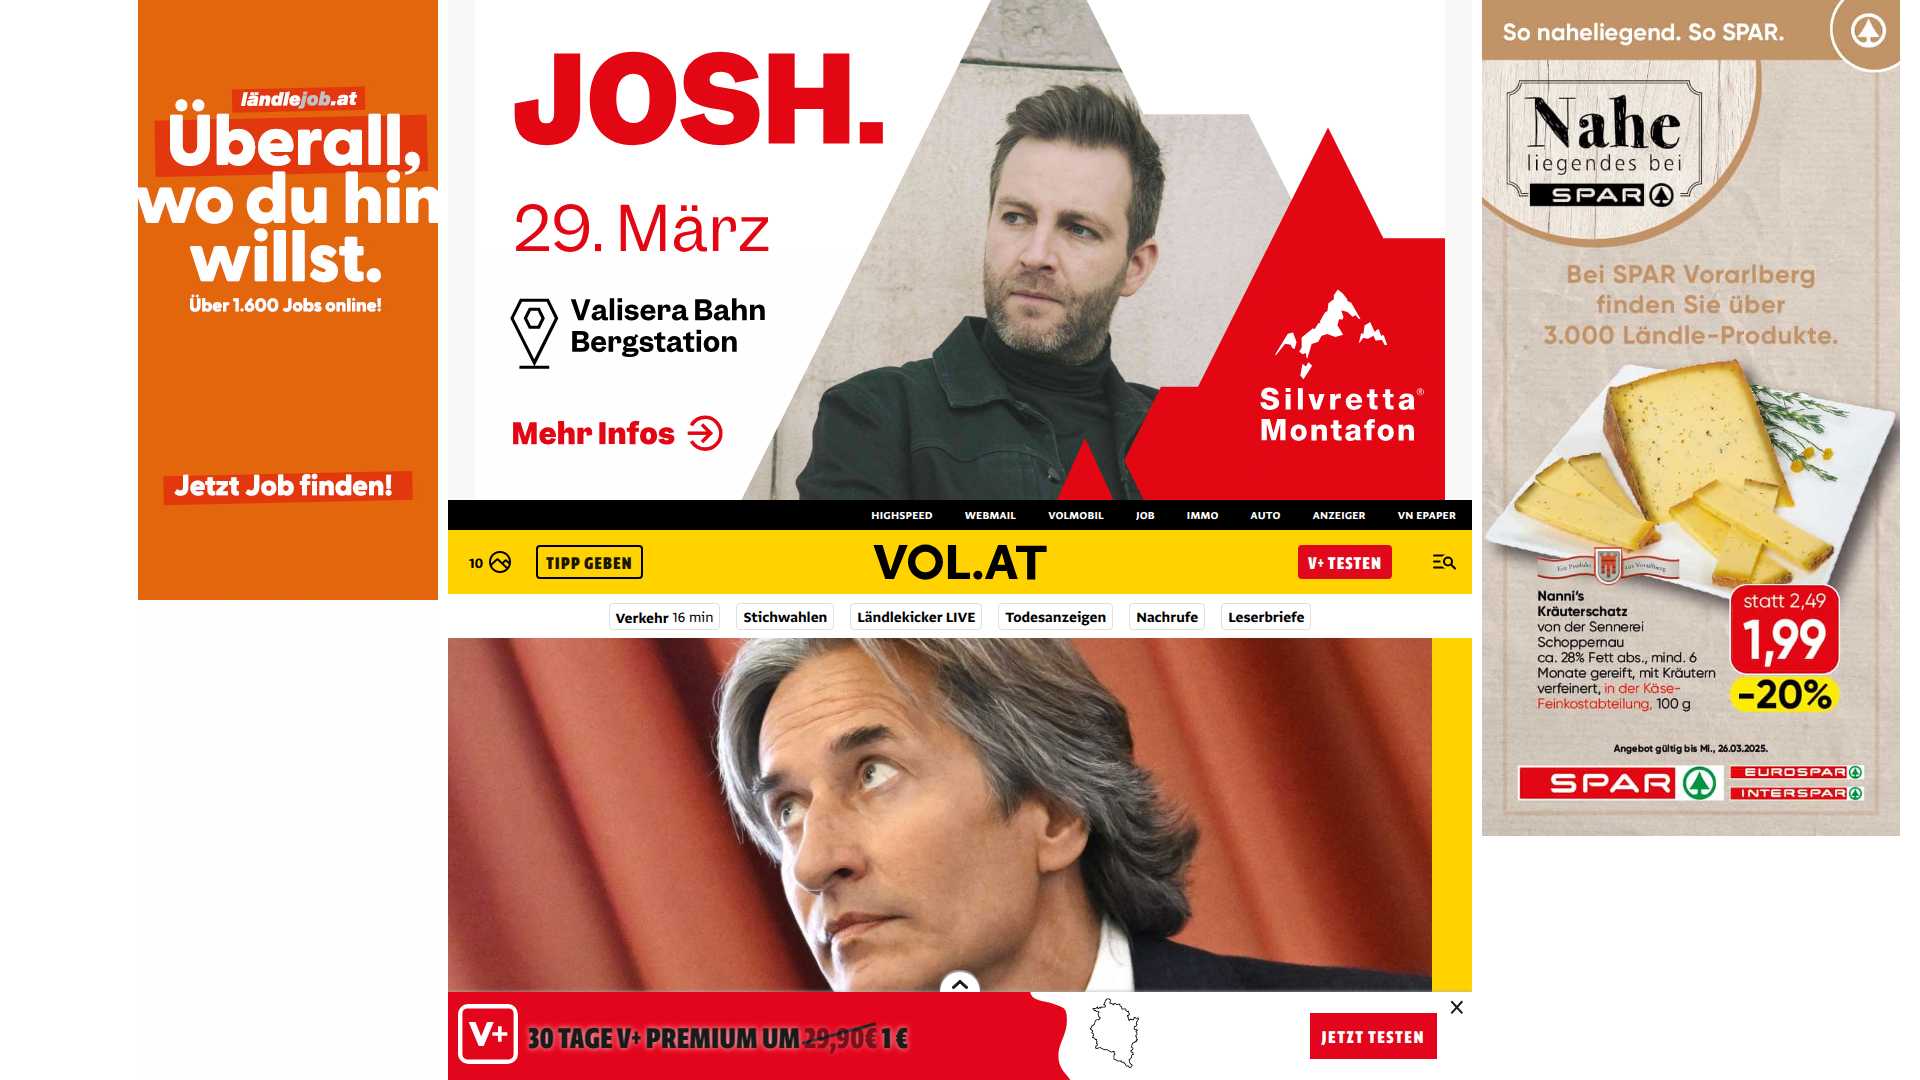 ländlejob.at
Überall,
wo du hin
willst.
Über 1.600 Jobs online!
Jetzt Job finden!
JOSH.
29. März
Valisera Bahn
Bergstation
Mehr Infos
Silvretta®
Montafon
HIGHSPEED WEBMAIL VOLMOBIL JOB IMMO AUTO ANZEIGER VN EPAPER
10 TIPP GEBEN VOL.AT V+ TESTEN
Verkehr 16 min Stichwahlen Ländlekicker LIVE Todesanzeigen Nachrufe Leserbriefe
V+ 30 TAGE V+ PREMIUM UM 29,90€ 1 € JETZT TESTEN
So naheliegend. So SPAR.
Nahe
liegendes bei
SPAR
Bei SPAR Vorarlberg
finden Sie über
3.000 Ländle-Produkte.
Ein Produkt aus Vorarlberg
Nanni's
Kräuterschatz
von der Sennerei
Schoppernau
ca. 28% Fett abs., mind. 6
Monate gereift, mit Kräutern
verfeinert, in der Käse-
Feinkostabteilung, 100 g
statt 2,49
1,99
-20%
Angebot gültig bis Mi., 26.03.2025.
SPAR
EUROSPAR
INTERSPAR